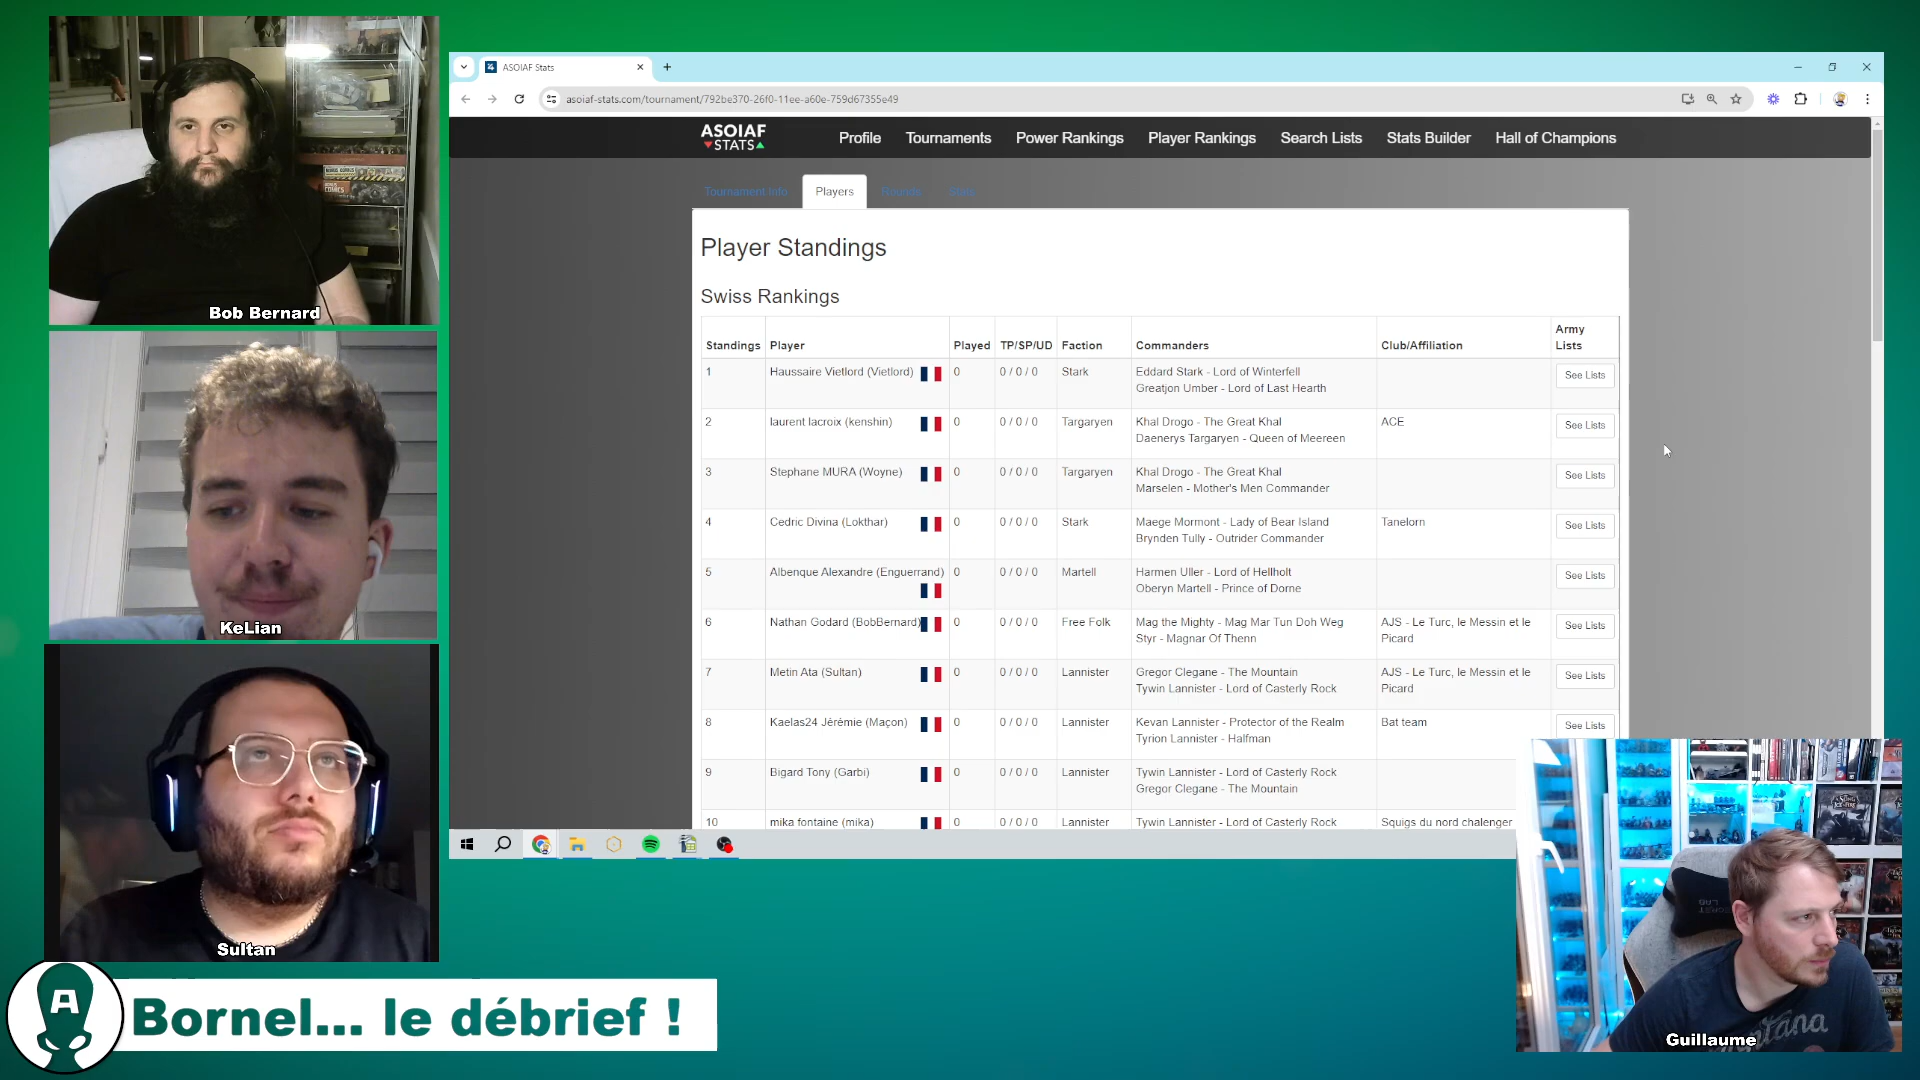 Bob Bernard
KeLian
Sultan
Guillaume
A
Bornel... le débrief !
ASOIAF Stats
asoiaf-stats.com/tournament/792be370-26f0-11ee-a60e-759d67355e49
ASOIAF
STATS
Profile
Tournaments
Power Rankings
Player Rankings
Search Lists
Stats Builder
Hall of Champions
Tournament Info
Players
Rounds
Stats
Player Standings
Swiss Rankings
Standings Player Played TP/SP/UD Faction Commanders Club/Affiliation Army Lists
1 Haussaire Vietlord (Vietlord) 0 0 / 0 / 0 Stark Eddard Stark - Lord of Winterfell See Lists
Greatjon Umber - Lord of Last Hearth
2 laurent lacroix (kenshin) 0 0 / 0 / 0 Targaryen Khal Drogo - The Great Khal ACE See Lists
Daenerys Targaryen - Queen of Meereen
3 Stephane MURA (Woyne) 0 0 / 0 / 0 Targaryen Khal Drogo - The Great Khal See Lists
Marselen - Mother's Men Commander
4 Cedric Divina (Lokthar) 0 0 / 0 / 0 Stark Maege Mormont - Lady of Bear Island Tanelorn See Lists
Brynden Tully - Outrider Commander
5 Albenque Alexandre (Enguerrand) 0 0 / 0 / 0 Martell Harmen Uller - Lord of Hellholt See Lists
Oberyn Martell - Prince of Dorne
6 Nathan Godard (BobBernard) 0 0 / 0 / 0 Free Folk Mag the Mighty - Mag Mar Tun Doh Weg AJS - Le Turc, le Messin et le See Lists
Styr - Magnar Of Thenn Picard
7 Metin Ata (Sultan) 0 0 / 0 / 0 Lannister Gregor Clegane - The Mountain AJS - Le Turc, le Messin et le See Lists
Tywin Lannister - Lord of Casterly Rock Picard
8 Kaelas24 Jérémie (Maçon) 0 0 / 0 / 0 Lannister Kevan Lannister - Protector of the Realm Bat team See Lists
Tyrion Lannister - Halfman
9 Bigard Tony (Garbi) 0 0 / 0 / 0 Lannister Tywin Lannister - Lord of Casterly Rock
Gregor Clegane - The Mountain
10 mika fontaine (mika) 0 0 / 0 / 0 Lannister Tywin Lannister - Lord of Casterly Rock Squigs du nord chalenger